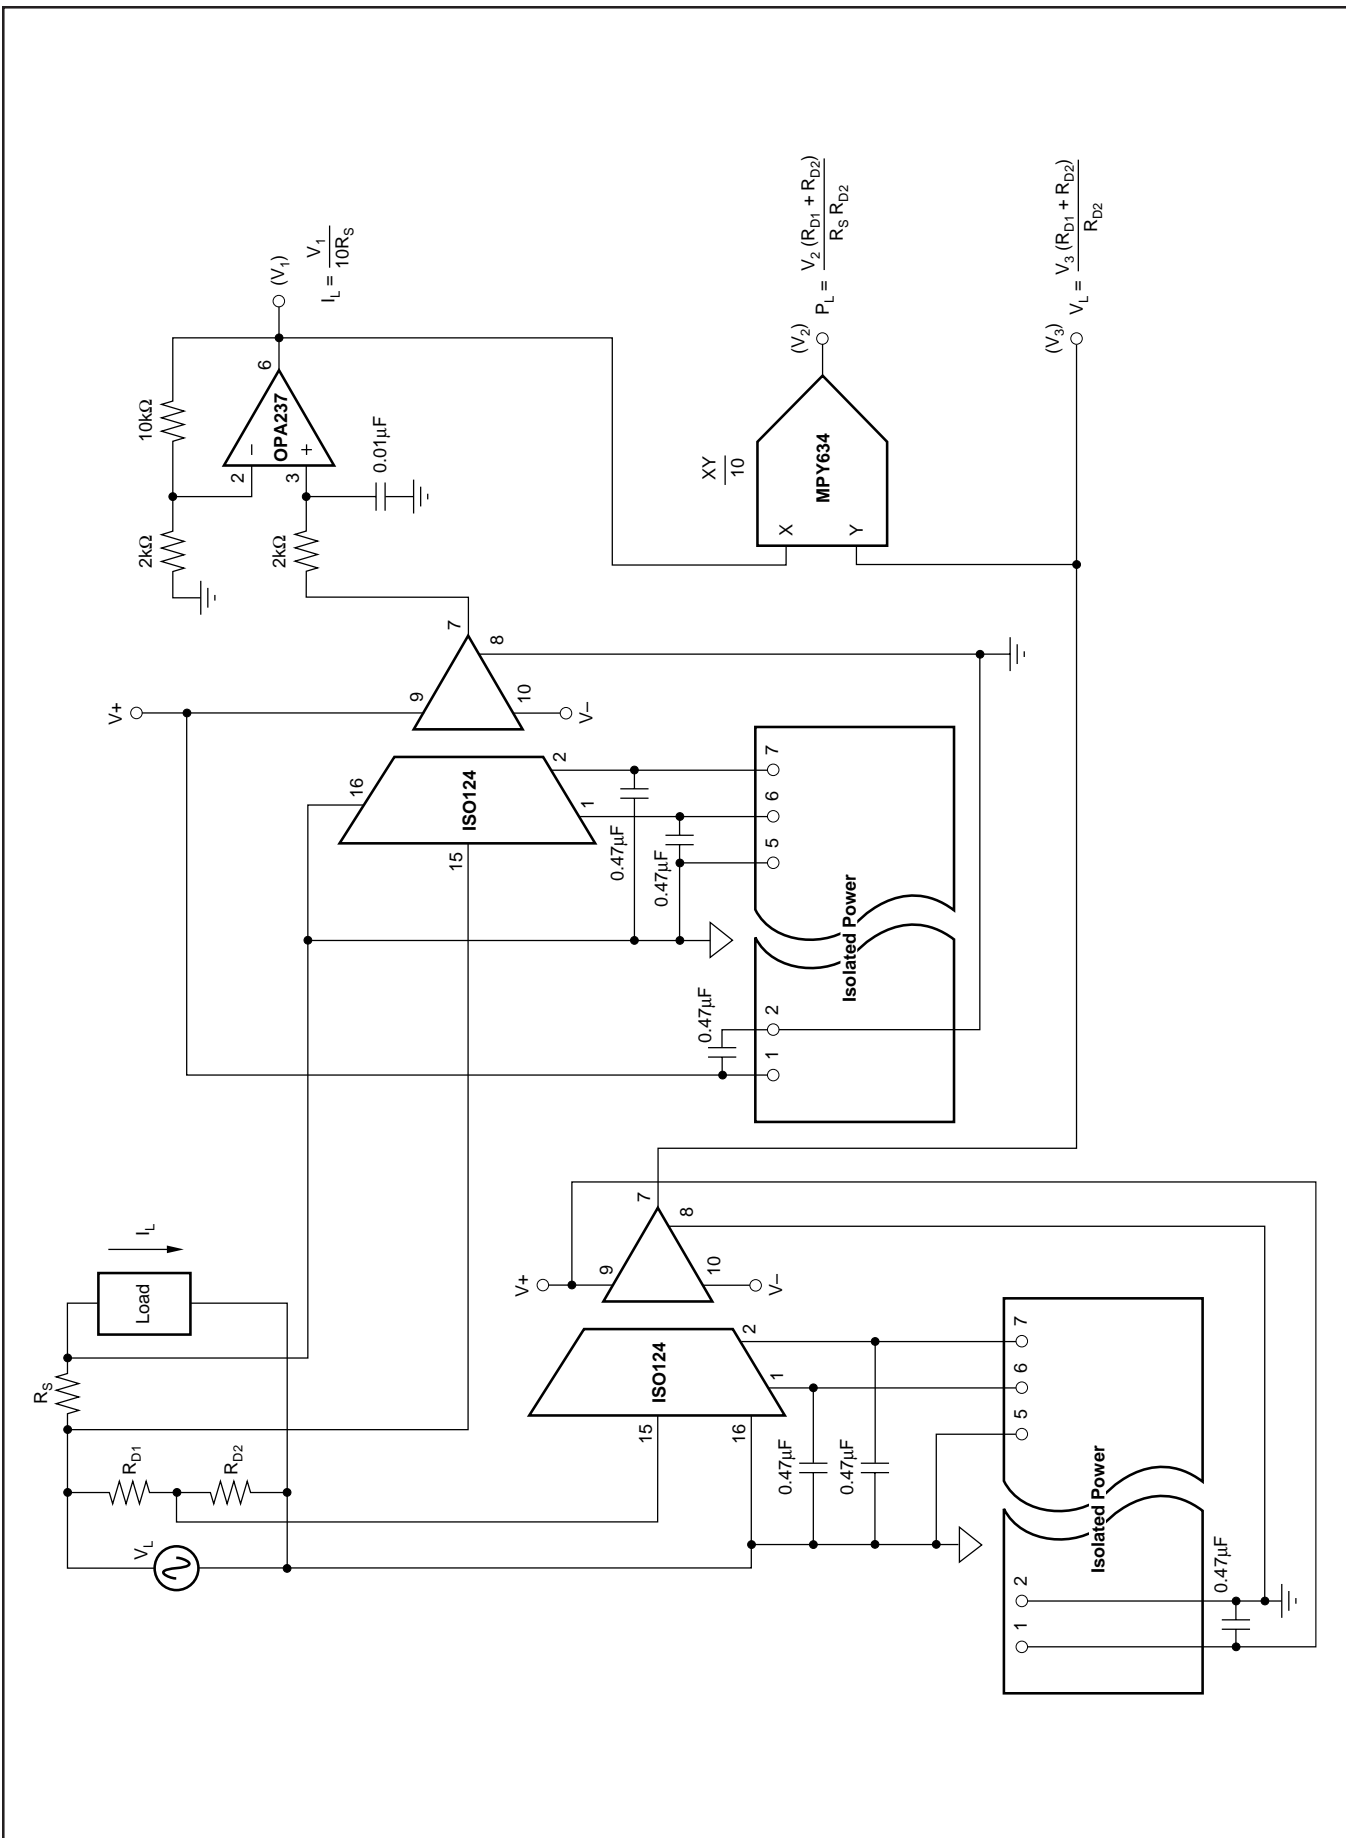 V_L
R_D1
R_D2
R_S
Load
I_L
15
16
ISO124
1
2
V+
9
10
V–
7
8
0.47µF
0.47µF
1
2
Isolated Power
5
6
7
0.47µF
15
16
ISO124
1
2
V+
9
10
V–
7
8
0.47µF
0.47µF
0.47µF
1
2
Isolated Power
5
6
7
2kΩ
10kΩ
2kΩ
2
3
–
+
OPA237
6
0.01µF
(V_1)
I_L = V_1 / 10R_S
X
Y
MPY634
XY / 10
(V_2)
P_L = V_2 (R_D1 + R_D2) / R_S R_D2
(V_3)
V_L = V_3 (R_D1 + R_D2) / R_D2